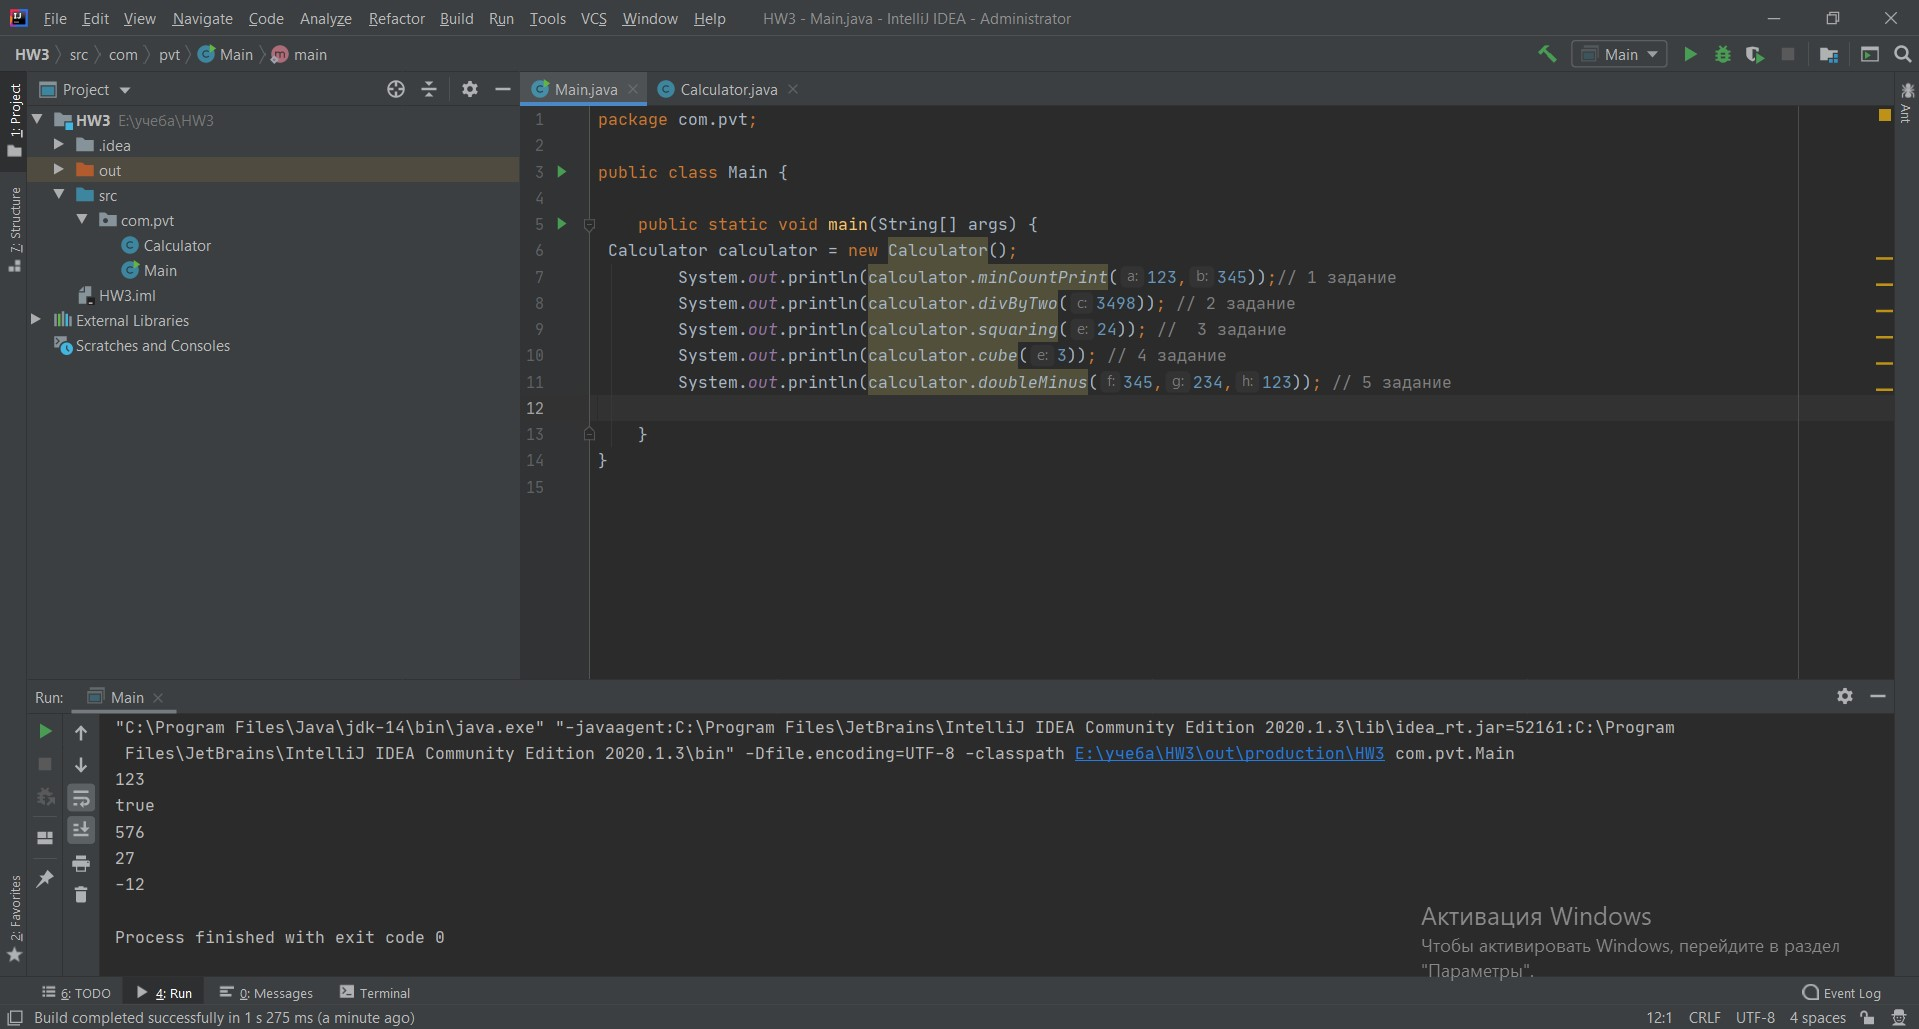 File Edit View Navigate Code Analyze Refactor Build Run Tools VCS Window Help HW3 - Main.java - IntelliJ IDEA - Administrator
HW3 src com pvt Main main
Main
Project
Main.java Calculator.java
1: Project
7: Structure
2: Favorites
Ant
HW3 E:\учеба\HW3
.idea
out
src
com.pvt
Calculator
Main
HW3.iml
External Libraries
Scratches and Consoles
1 package com.pvt;
2
3 public class Main {
4
5 public static void main(String[] args) {
6 Calculator calculator = new Calculator();
7 System.out.println(calculator.minCountPrint( a: 123, b: 345));// 1 задание
8 System.out.println(calculator.divByTwo( c: 3498)); // 2 задание
9 System.out.println(calculator.squaring( e: 24)); //  3 задание
10 System.out.println(calculator.cube( e: 3)); // 4 задание
11 System.out.println(calculator.doubleMinus( f: 345, g: 234, h: 123)); // 5 задание
12
13 }
14 }
15
Run: Main
"C:\Program Files\Java\jdk-14\bin\java.exe" "-javaagent:C:\Program Files\JetBrains\IntelliJ IDEA Community Edition 2020.1.3\lib\idea_rt.jar=52161:C:\Program
Files\JetBrains\IntelliJ IDEA Community Edition 2020.1.3\bin" -Dfile.encoding=UTF-8 -classpath E:\учеба\HW3\out\production\HW3 com.pvt.Main
123
true
576
27
-12
Process finished with exit code 0
Активация Windows
Чтобы активировать Windows, перейдите в раздел
"Параметры".
6: TODO 4: Run 0: Messages Terminal Event Log
Build completed successfully in 1 s 275 ms (a minute ago) 12:1 CRLF UTF-8 4 spaces